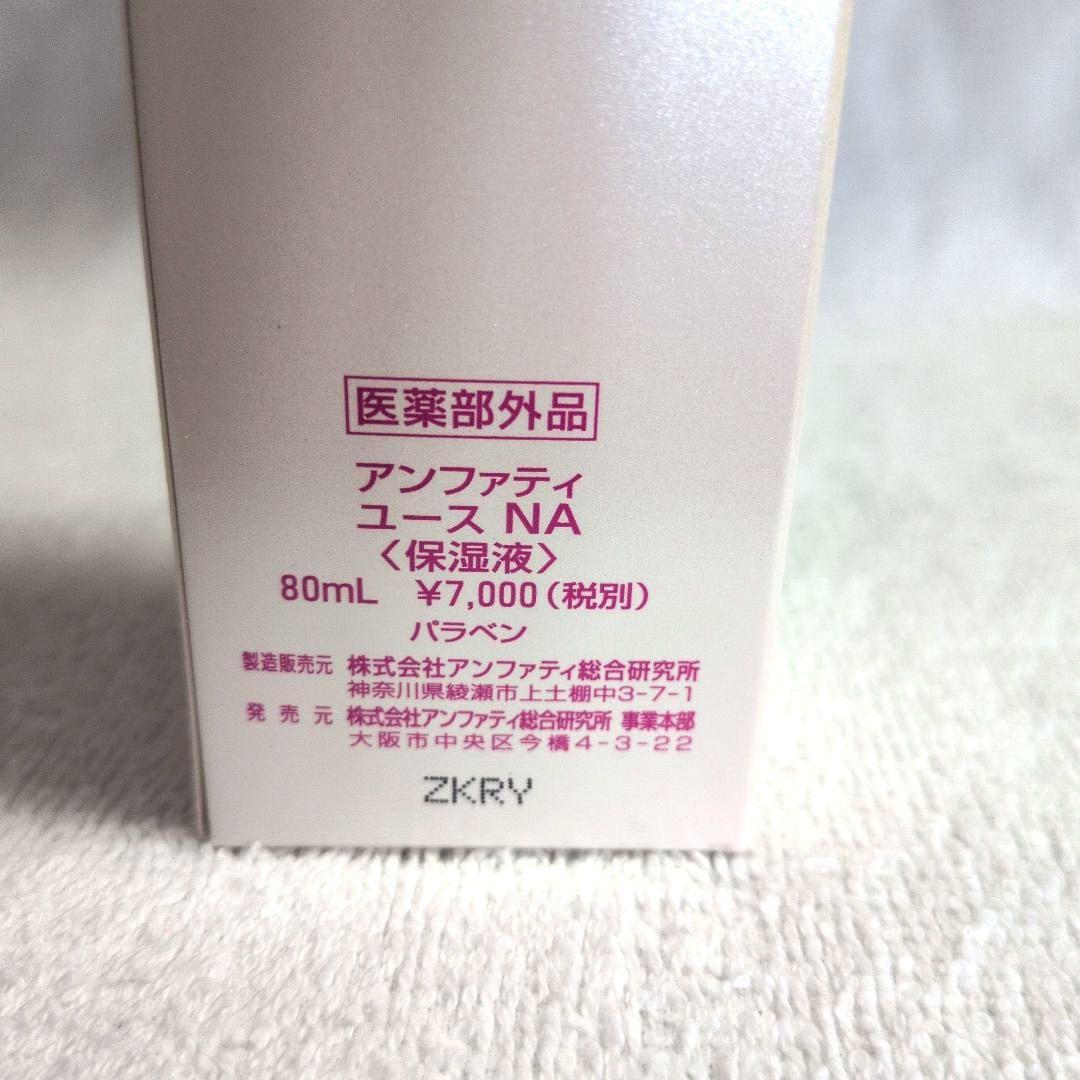 医薬部外品
アンファティ
ユース NA
〈保湿液〉
80mL ¥7,000(税別)
パラベン
製造販売元 株式会社アンファティ総合研究所
神奈川県綾瀬市上土棚中3-7-1
発売元 株式会社アンファティ総合研究所 事業本部
大阪市中央区今橋4-3-22
ZKRY